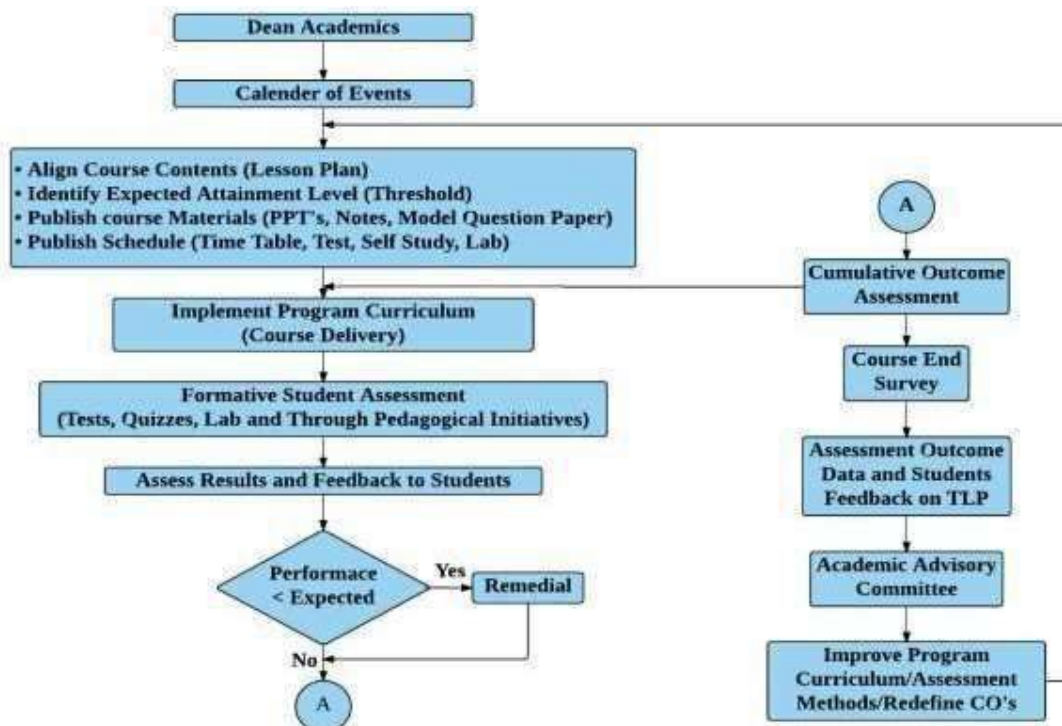 Dean Academics
Calender of Events
• Align Course Contents (Lesson Plan)
• Identify Expected Attainment Level (Threshold)
• Publish course Materials (PPT's, Notes, Model Question Paper)
• Publish Schedule (Time Table, Test, Self Study, Lab)
Implement Program Curriculum
(Course Delivery)
Formative Student Assessment
(Tests, Quizzes, Lab and Through Pedagogical Initiatives)
Assess Results and Feedback to Students
Performace
< Expected
Yes
Remedial
No
A
A
Cumulative Outcome
Assessment
Course End
Survey
Assessment Outcome
Data and Students
Feedback on TLP
Academic Advisory
Committee
Improve Program
Curriculum/Assessment
Methods/Redefine CO's